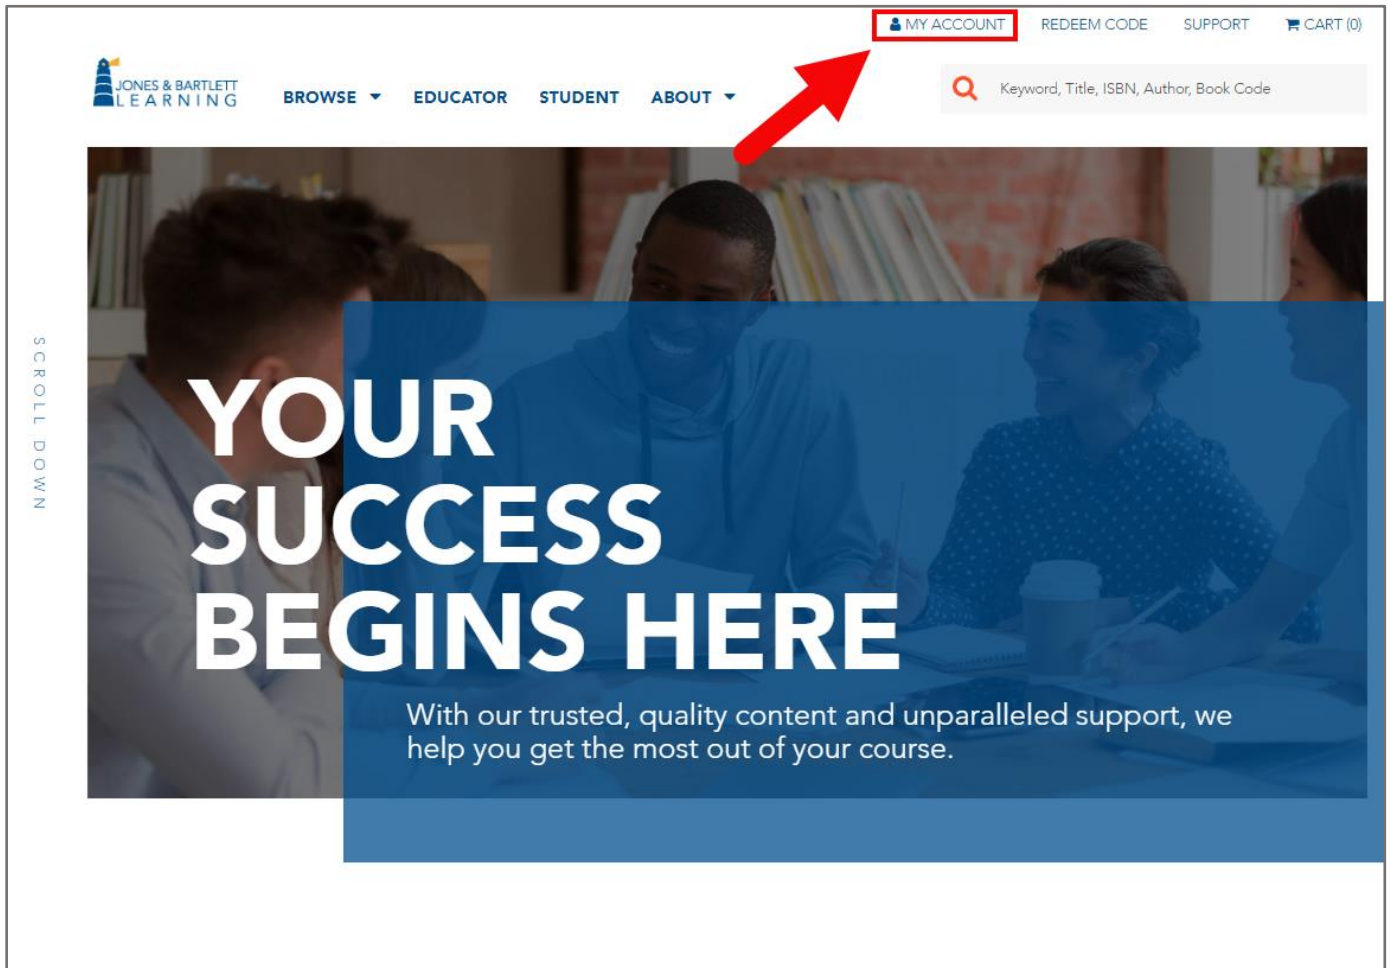 MY ACCOUNT REDEEM CODE SUPPORT CART (0)
JONES & BARTLETT
LEARNING
BROWSE EDUCATOR STUDENT ABOUT
Keyword, Title, ISBN, Author, Book Code
SCROLL DOWN
YOUR
SUCCESS
BEGINS HERE
With our trusted, quality content and unparalleled support, we
help you get the most out of your course.